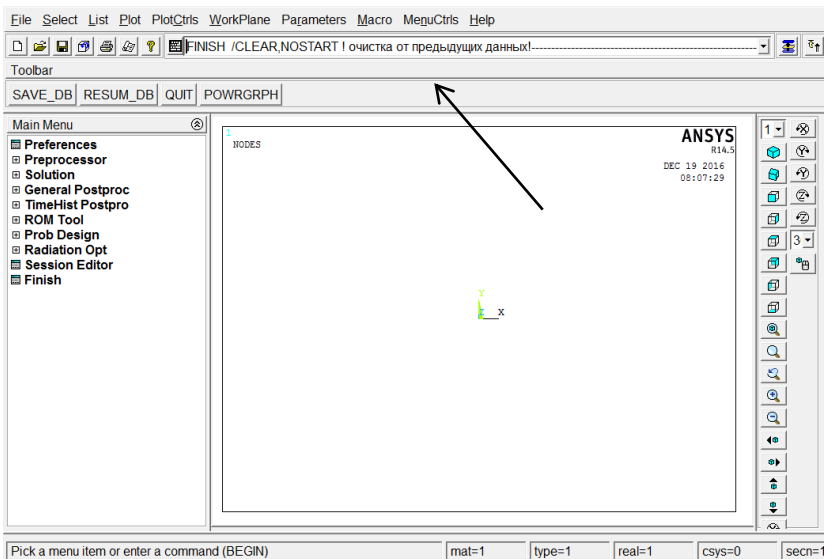 File Select List Plot PlotCtrls WorkPlane Parameters Macro MenuCtrls Help
FINISH /CLEAR,NOSTART ! очистка от предыдущих данных!--------------------------------------------------------
Toolbar
SAVE_DB RESUM_DB QUIT POWRGRPH
Main Menu
Preferences
Preprocessor
Solution
General Postproc
TimeHist Postpro
ROM Tool
Prob Design
Radiation Opt
Session Editor
Finish
1
NODES
ANSYS
R14.5
DEC 19 2016
08:07:29
Y
Z X
1
3
Pick a menu item or enter a command (BEGIN) mat=1 type=1 real=1 csys=0 secn=1